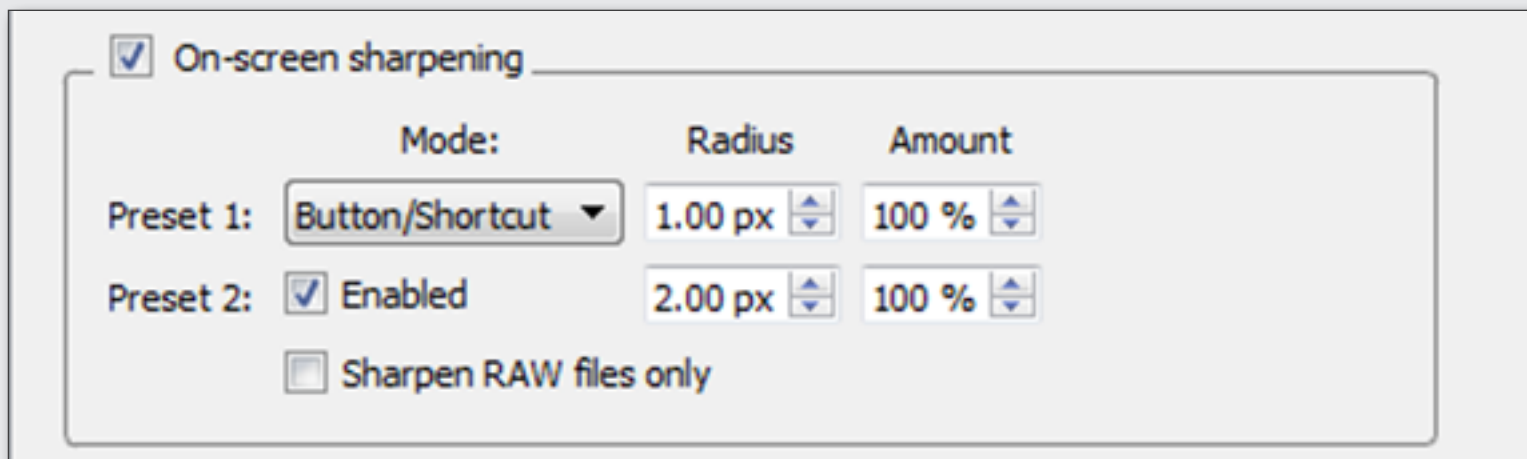 On-screen sharpening
Mode: Radius Amount
Preset 1: Button/Shortcut 1.00 px 100 %
Preset 2: Enabled 2.00 px 100 %
Sharpen RAW files only